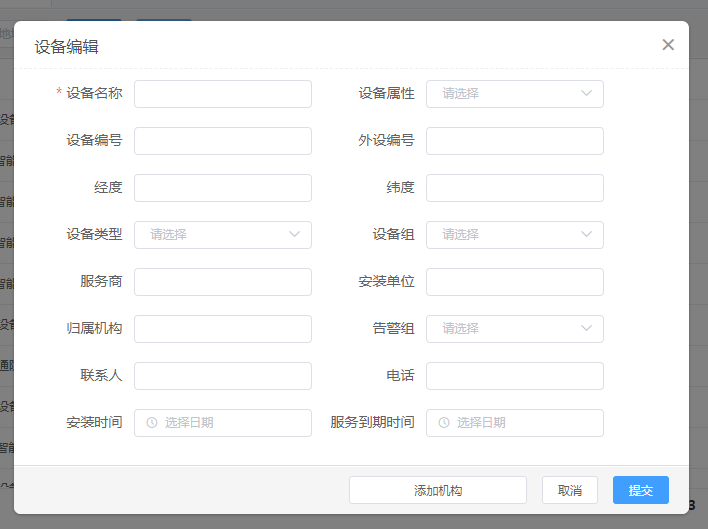 设备编辑
* 设备名称
设备属性 请选择
设备编号
外设编号
经度
纬度
设备类型 请选择
设备组 请选择
服务商
安装单位
归属机构
告警组 请选择
联系人
电话
安装时间 选择日期
服务到期时间 选择日期
添加机构 取消 提交